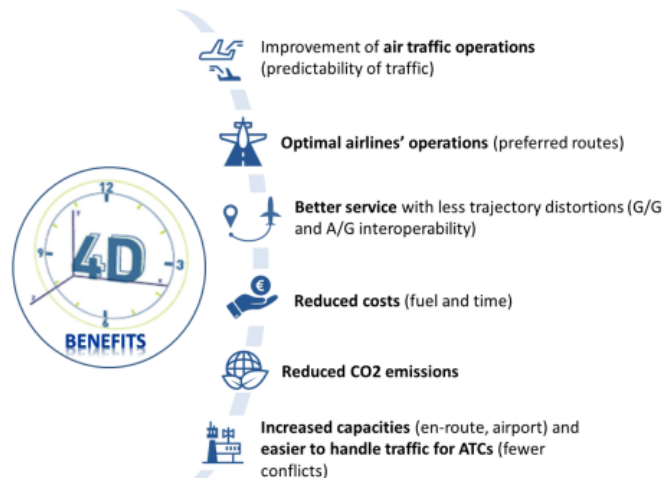 Improvement of air traffic operations
(predictability of traffic)
Optimal airlines' operations (preferred routes)
Better service with less trajectory distortions (G/G
and A/G interoperability)
Reduced costs (fuel and time)
Reduced CO2 emissions
Increased capacities (en-route, airport) and
easier to handle traffic for ATCs (fewer
conflicts)
12
9
4D
3
6
Y
X
Z
BENEFITS
€